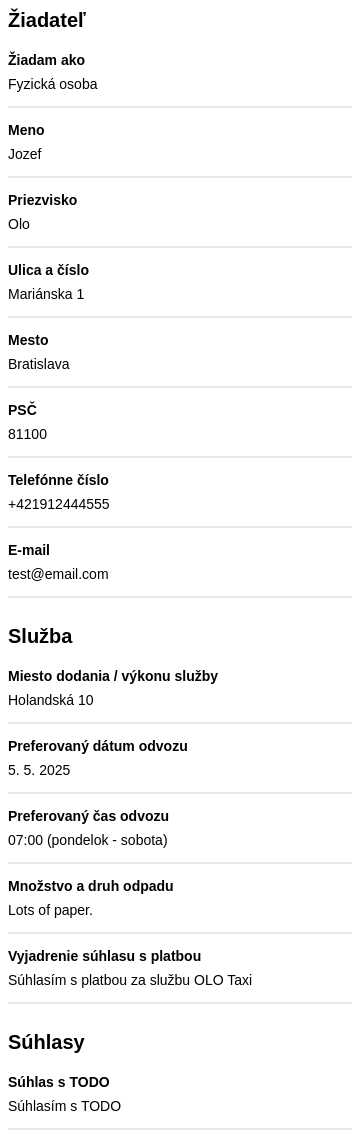 Žiadateľ
Žiadam ako
Fyzická osoba
Meno
Jozef
Priezvisko
Olo
Ulica a číslo
Mariánska 1
Mesto
Bratislava
PSČ
81100
Telefónne číslo
+421912444555
E-mail
test@email.com
Služba
Miesto dodania / výkonu služby
Holandská 10
Preferovaný dátum odvozu
5. 5. 2025
Preferovaný čas odvozu
07:00 (pondelok - sobota)
Množstvo a druh odpadu
Lots of paper.
Vyjadrenie súhlasu s platbou
Súhlasím s platbou za službu OLO Taxi
Súhlasy
Súhlas s TODO
Súhlasím s TODO